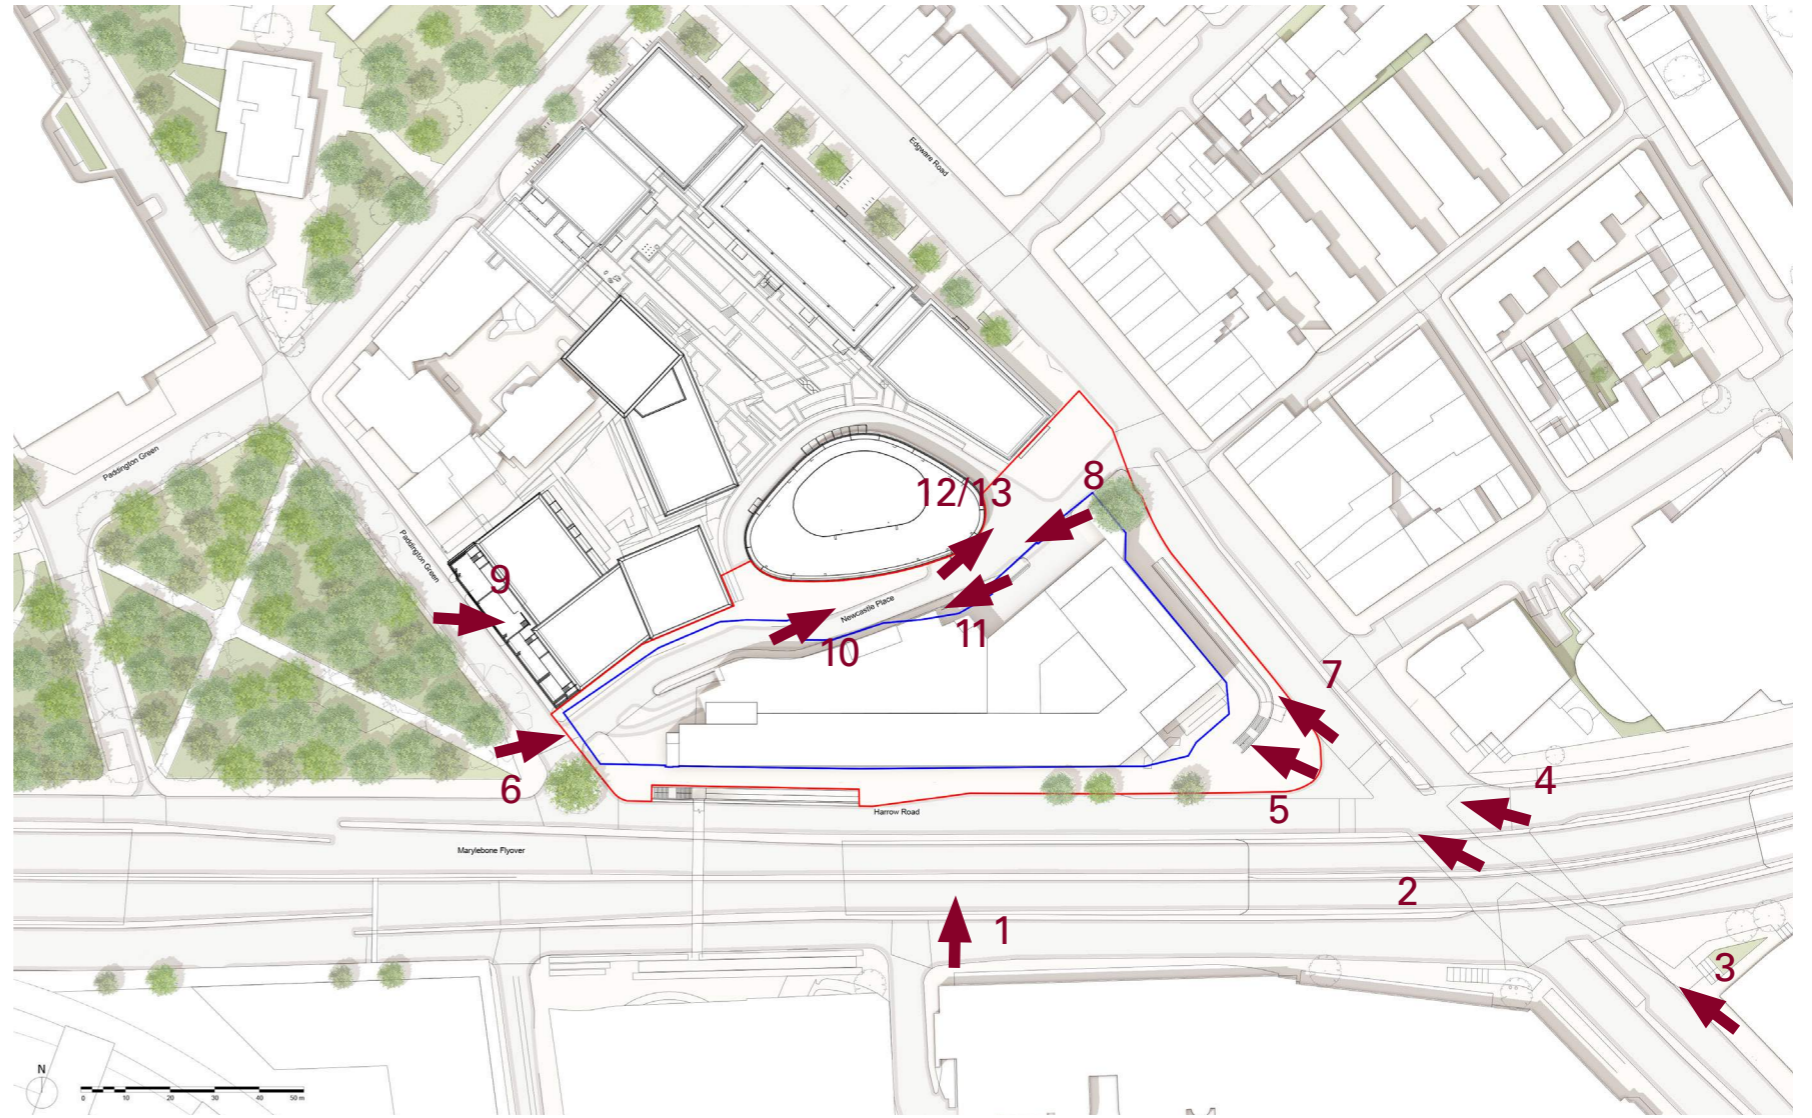 Edgware Road
8
12/13
Paddington Green
Paddington Green
9
Newcastle Place
11
10
7
6
4
5
Harrow Road
Marylebone Flyover
2
1
3
N
0 10 20 30 40 50 m